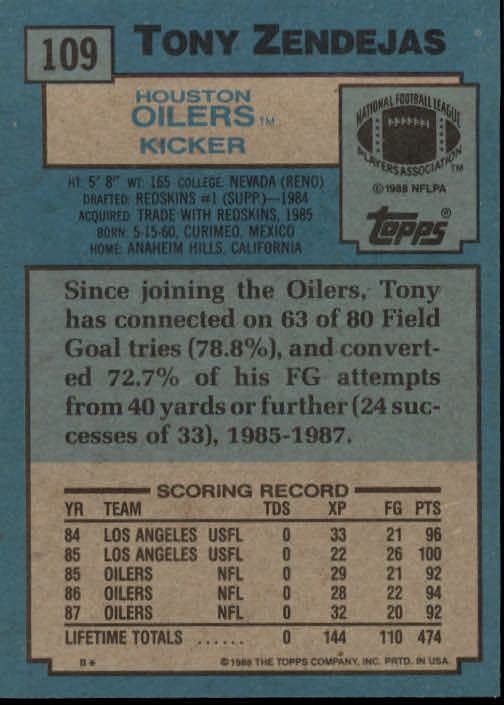 109
TONY ZENDEJAS
HOUSTON
OILERS™
KICKER
NATIONAL FOOTBALL LEAGUE
PLAYERS ASSOCIATION™
©1988 NFLPA
topps®
HT: 5' 8" WT: 165 COLLEGE: NEVADA (RENO)
DRAFTED: REDSKINS #1 (SUPP)—1984
ACQUIRED: TRADE WITH REDSKINS, 1985
BORN: 5-15-60, CURIMEO, MEXICO
HOME: ANAHEIM HILLS, CALIFORNIA
Since joining the Oilers, Tony
has connected on 63 of 80 Field
Goal tries (78.8%), and convert-
ed 72.7% of his FG attempts
from 40 yards or further (24 suc-
cesses of 33), 1985-1987.
SCORING RECORD
YR TEAM TDS XP FG PTS
84 LOS ANGELES USFL 0 33 21 96
85 LOS ANGELES USFL 0 22 26 100
85 OILERS NFL 0 29 21 92
86 OILERS NFL 0 28 22 94
87 OILERS NFL 0 32 20 92
LIFETIME TOTALS ...... 0 144 110 474
B* ©1988 THE TOPPS COMPANY, INC. PRTD. IN USA.